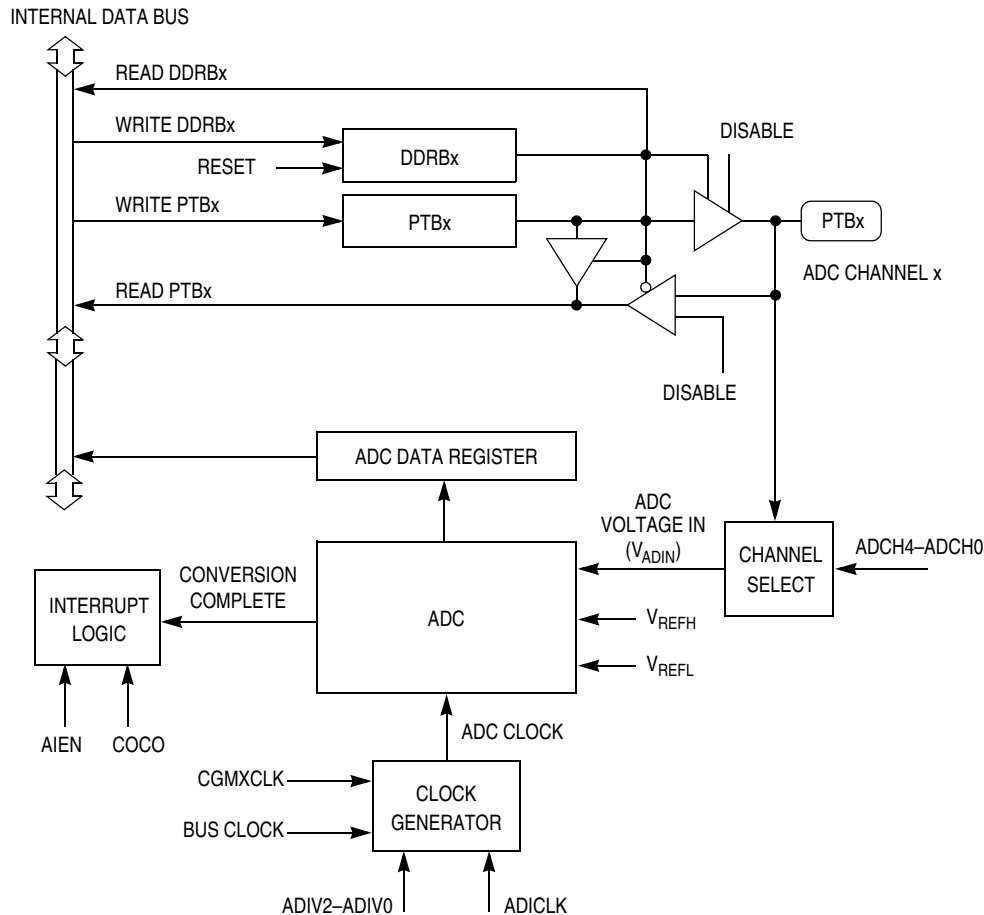 INTERNAL DATA BUS
READ DDRBx
WRITE DDRBx
DISABLE
DDRBx
RESET
WRITE PTBx
PTBx
PTBx
ADC CHANNEL x
READ PTBx
DISABLE
ADC DATA REGISTER
ADC
VOLTAGE IN
(VADIN)
CHANNEL
SELECT
ADCH4–ADCH0
CONVERSION
COMPLETE
INTERRUPT
LOGIC
ADC
VREFH
VREFL
AIEN
COCO
ADC CLOCK
CGMXCLK
CLOCK
GENERATOR
BUS CLOCK
ADIV2–ADIV0
ADICLK